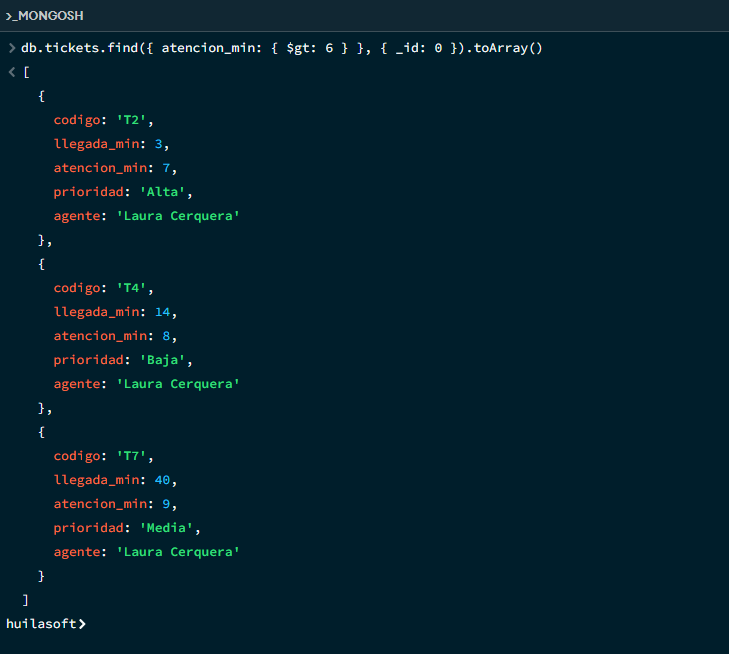 >_MONGOSH
> db.tickets.find({ atencion_min: { $gt: 6 } }, { _id: 0 }).toArray()
< [
{
codigo: 'T2',
llegada_min: 3,
atencion_min: 7,
prioridad: 'Alta',
agente: 'Laura Cerquera'
},
{
codigo: 'T4',
llegada_min: 14,
atencion_min: 8,
prioridad: 'Baja',
agente: 'Laura Cerquera'
},
{
codigo: 'T7',
llegada_min: 40,
atencion_min: 9,
prioridad: 'Media',
agente: 'Laura Cerquera'
}
]
huilasoft>